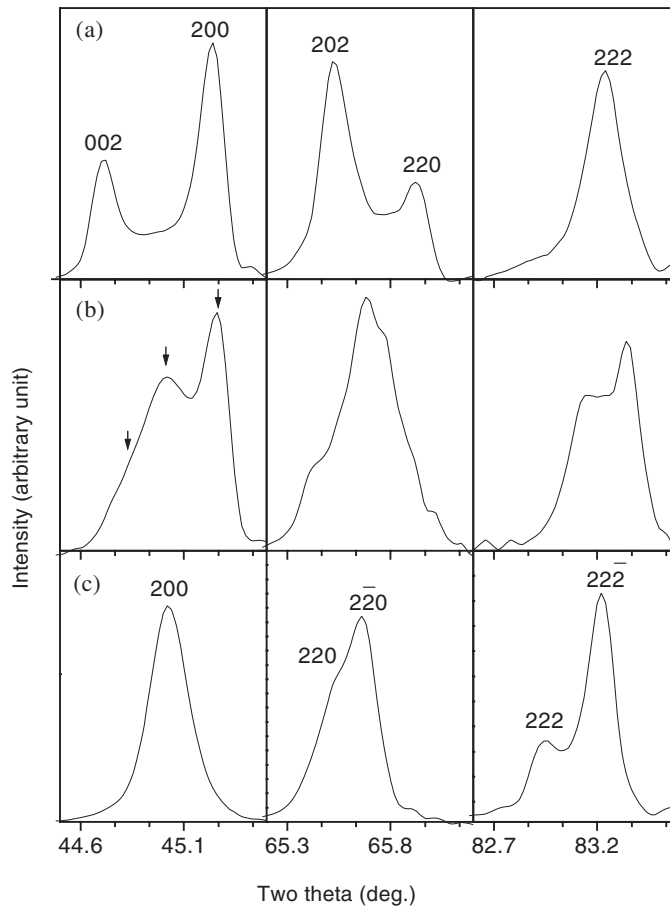 (a)
002
200
202
220
222
(b)
(c)
200
220
22̅0
222
222̅
Intensity (arbitrary unit)
44.6 45.1 65.3 65.8 82.7 83.2
Two theta (deg.)